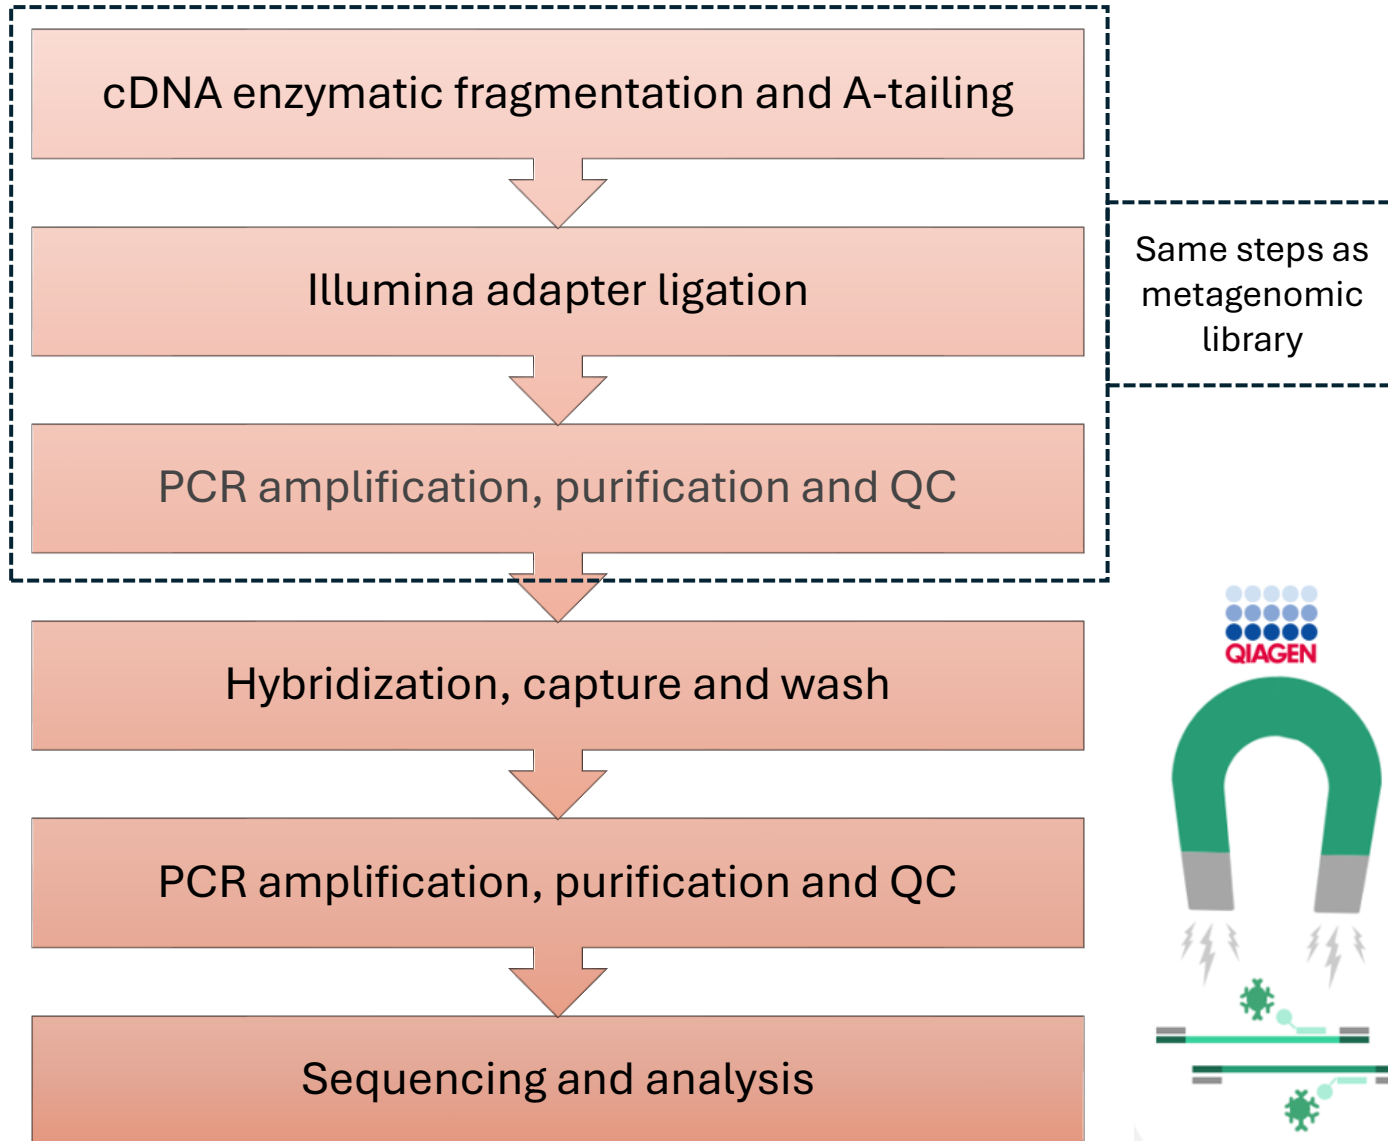 cDNA enzymatic fragmentation and A-tailing
Illumina adapter ligation
Same steps as
metagenomic
library
PCR amplification, purification and QC
Hybridization, capture and wash
QIAGEN
PCR amplification, purification and QC
Sequencing and analysis